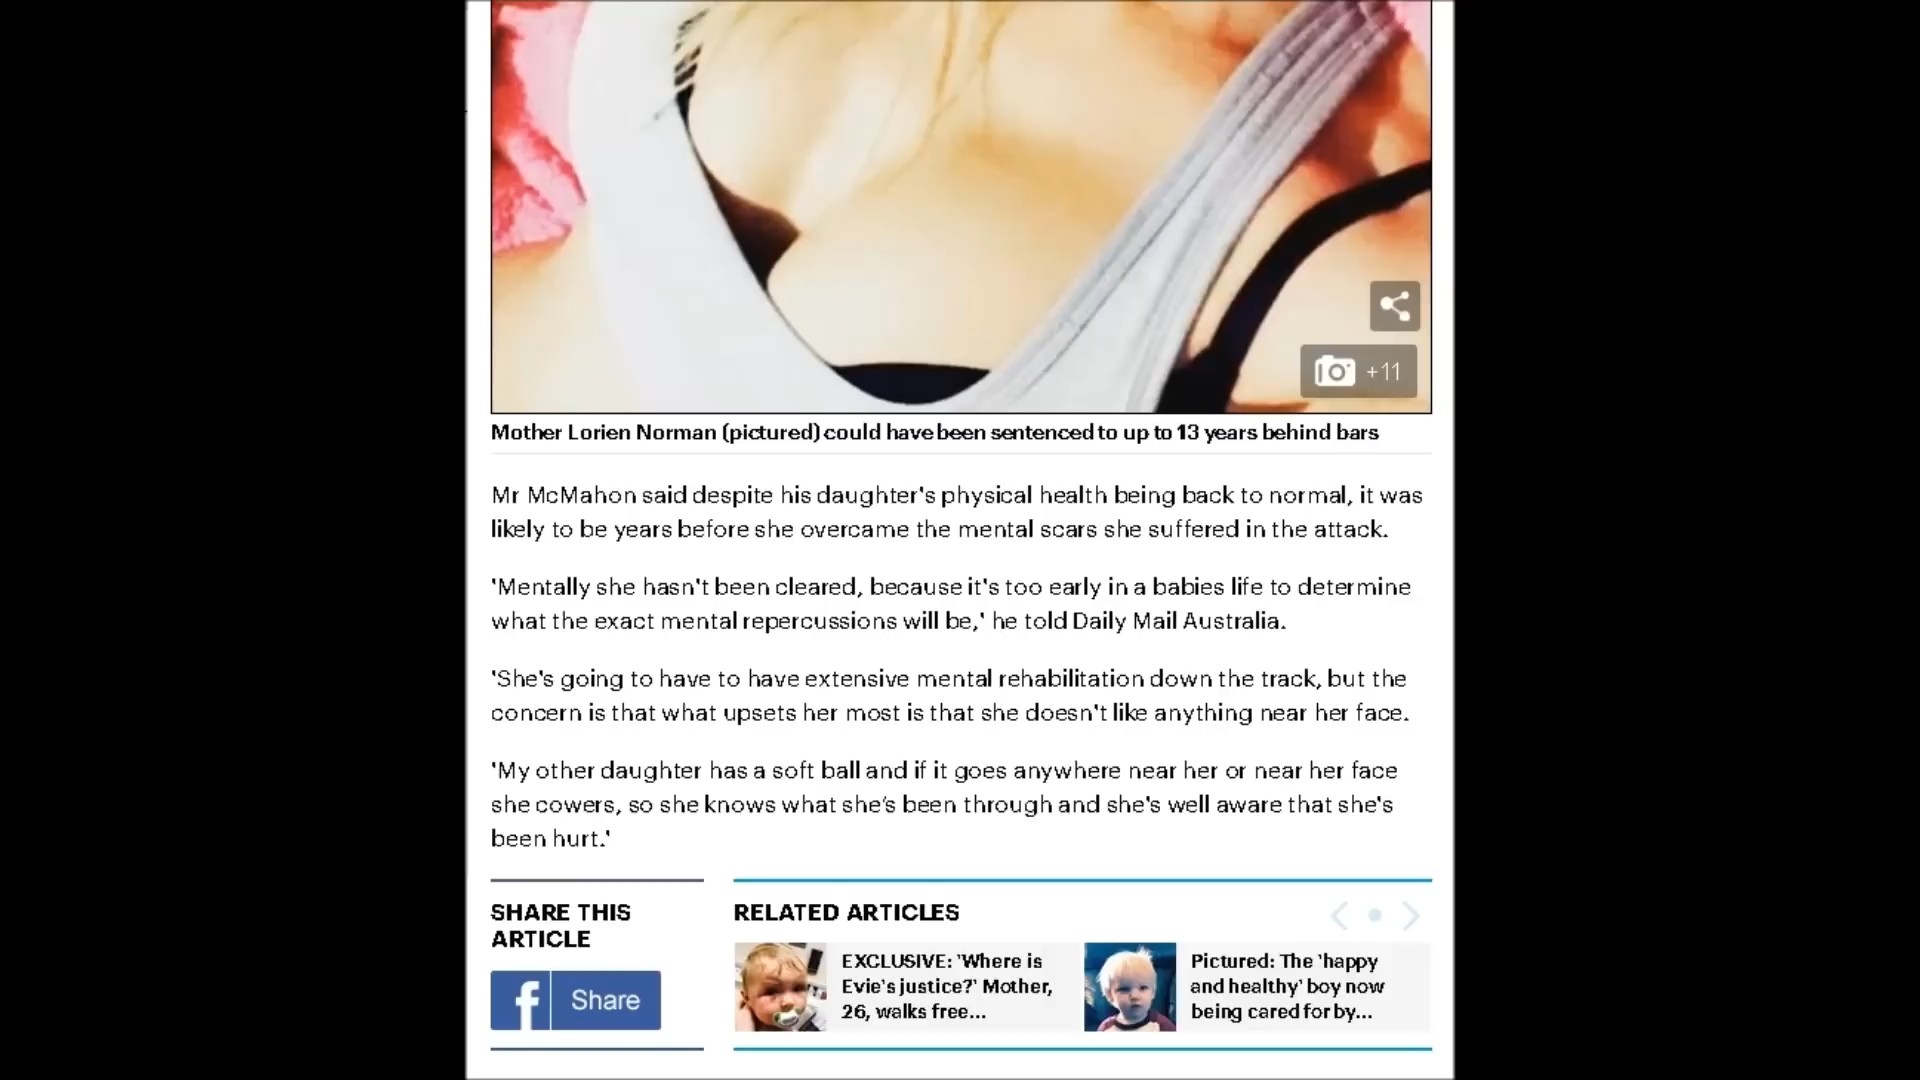 +11
Mother Lorien Norman (pictured) could have been sentenced to up to 13 years behind bars
Mr McMahon said despite his daughter's physical health being back to normal, it was
likely to be years before she overcame the mental scars she suffered in the attack.
'Mentally she hasn't been cleared, because it's too early in a babies life to determine
what the exact mental repercussions will be,' he told Daily Mail Australia.
'She's going to have to have extensive mental rehabilitation down the track, but the
concern is that what upsets her most is that she doesn't like anything near her face.
'My other daughter has a soft ball and if it goes anywhere near her or near her face
she cowers, so she knows what she's been through and she's well aware that she's
been hurt.'
SHARE THIS
ARTICLE
f Share
RELATED ARTICLES
EXCLUSIVE: 'Where is
Evie's justice?' Mother,
26, walks free...
Pictured: The 'happy
and healthy' boy now
being cared for by...